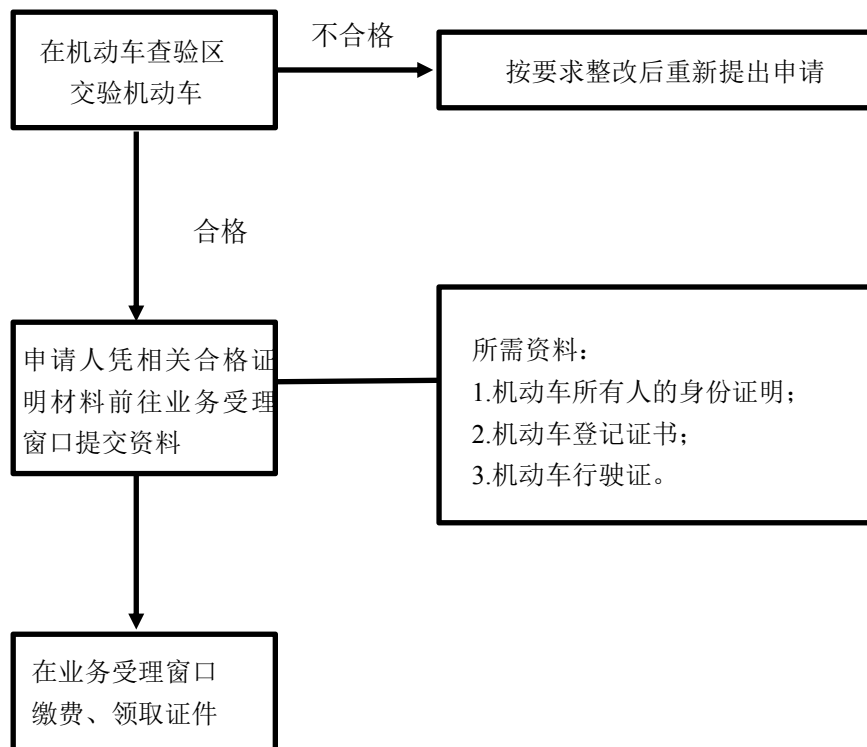 在机动车查验区
交验机动车
不合格
按要求整改后重新提出申请
合格
申请人凭相关合格证
明材料前往业务受理
窗口提交资料
所需资料：
1.机动车所有人的身份证明；
2.机动车登记证书；
3.机动车行驶证。
在业务受理窗口
缴费、领取证件